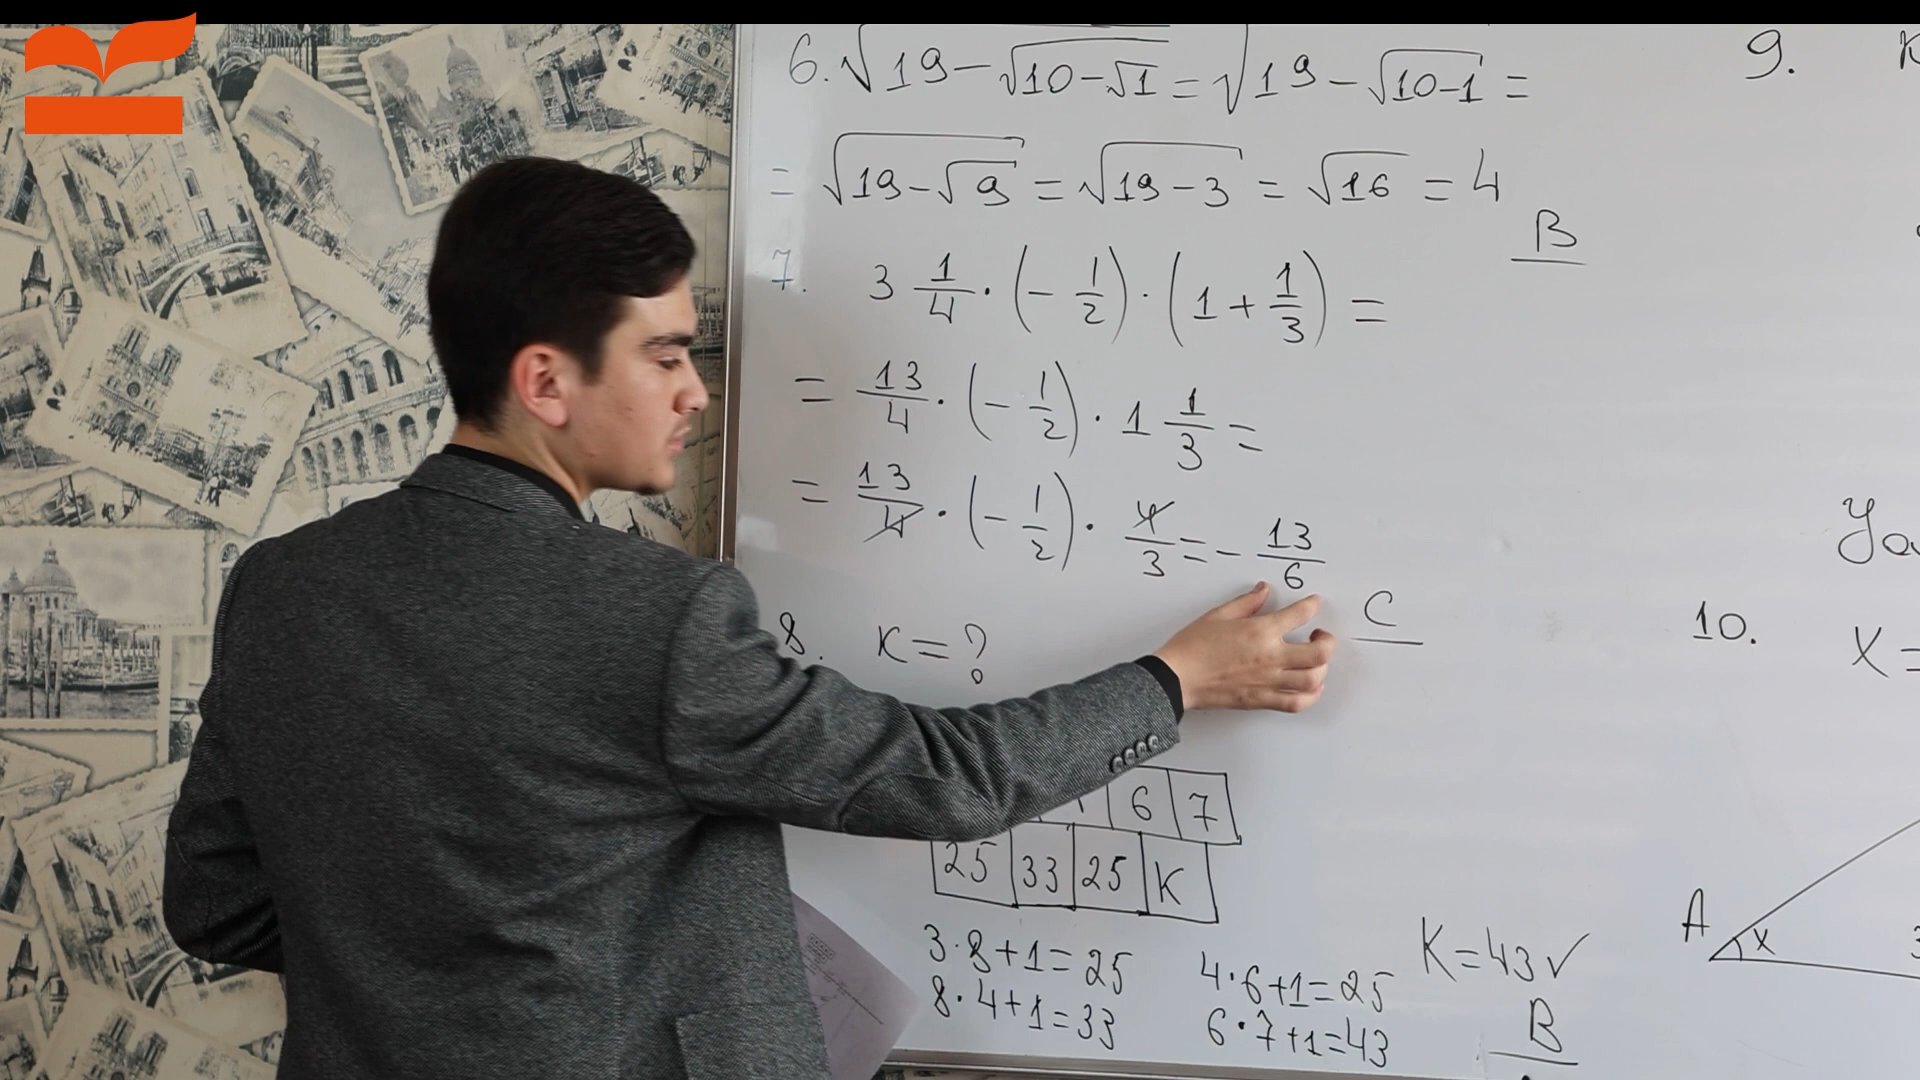 6. √19-√10-√1 = √19-√10-1 =
= √19-√9 = √19-3 = √16 = 4
B
7. 3 1/4 · (-1/2) · (1+1/3) =
= 13/4 · (-1/2) · 1 1/3 =
= 13/4 · (-1/2) · 4/3 = - 13/6
C
8. K=?
6 7
25 33 25 K
3·8+1=25
8·4+1=33
4·6+1=25
6·7+1=43
K=43✓
B
9.
10. X=
A X